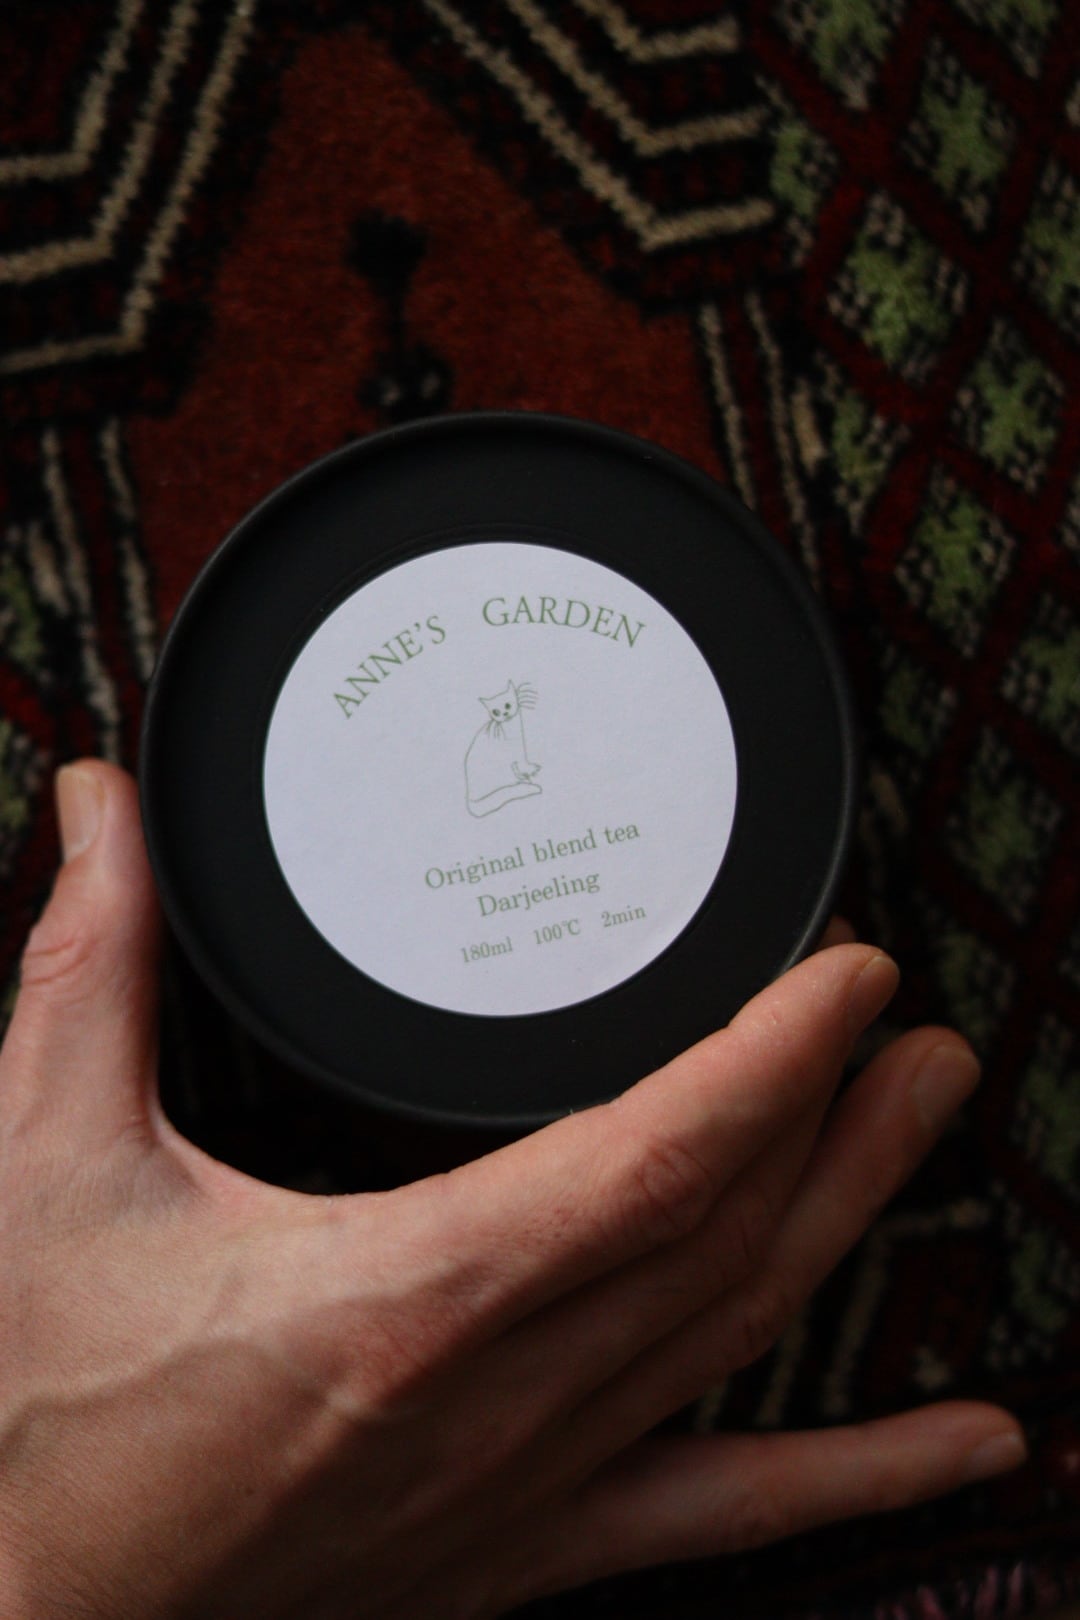 ANNE'S GARDEN
Original blend tea
Darjeeling
180ml 100℃ 2min